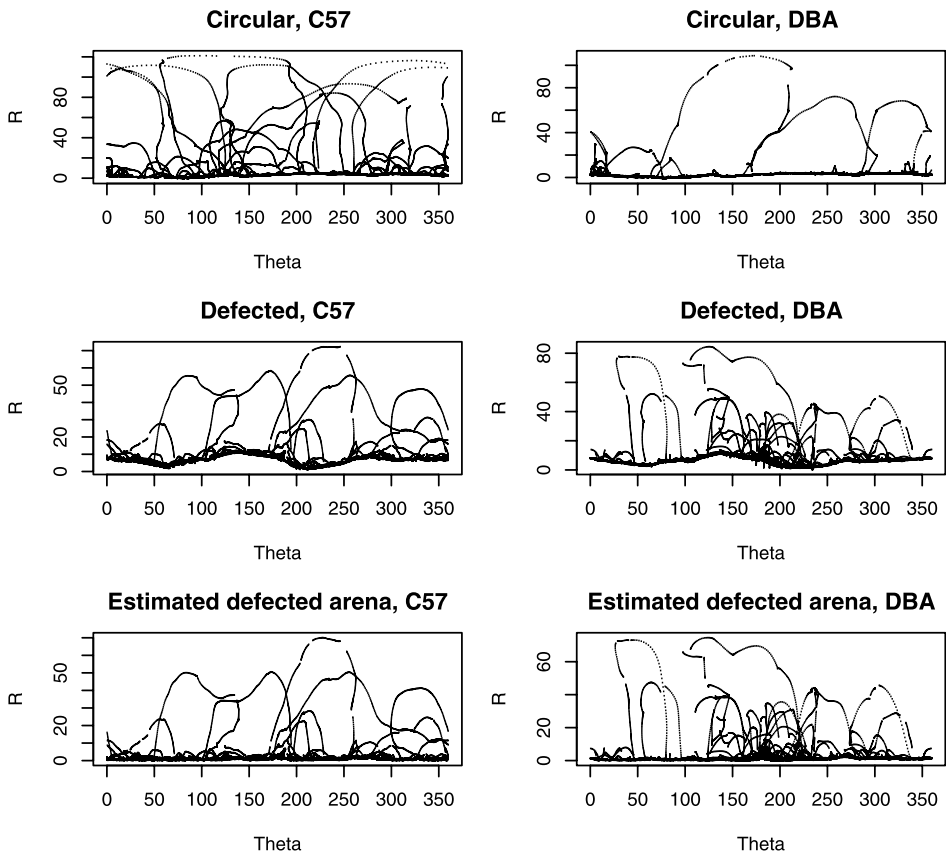 Circular, C57
R
0 40 80
0 50 100 150 200 250 300 350
Theta
Circular, DBA
R
0 40 80
0 50 100 150 200 250 300 350
Theta
Defected, C57
R
0 20 50
0 50 100 150 200 250 300 350
Theta
Defected, DBA
R
0 40 80
0 50 100 150 200 250 300 350
Theta
Estimated defected arena, C57
R
0 20 50
0 50 100 150 200 250 300 350
Theta
Estimated defected arena, DBA
R
0 20 60
0 50 100 150 200 250 300 350
Theta